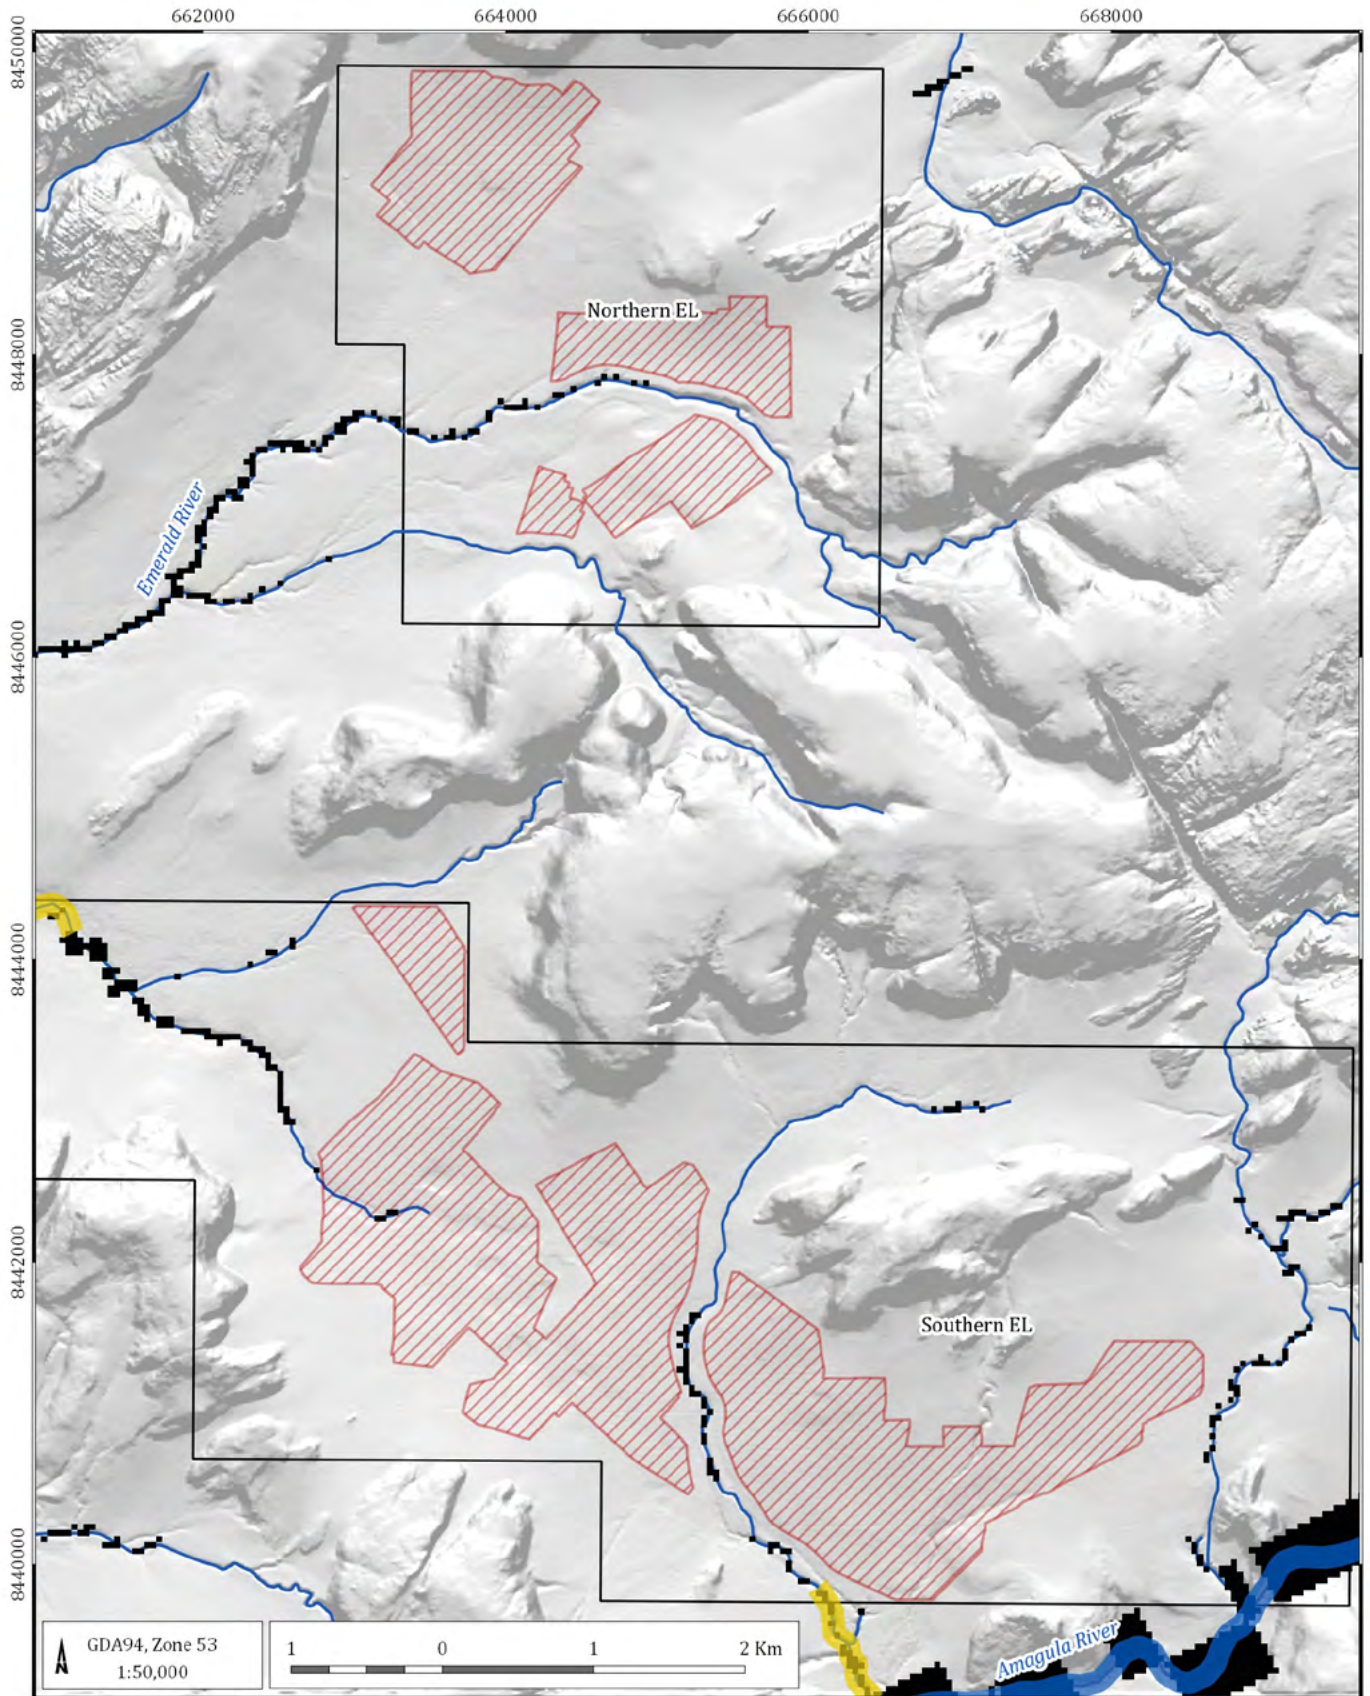 662000 664000 666000 668000
8450000
8448000
8446000
8444000
8442000
8440000
Northern EL
Emerald River
Southern EL
Amagula River
GDA94, Zone 53
1:50,000
1 0 1 2 Km